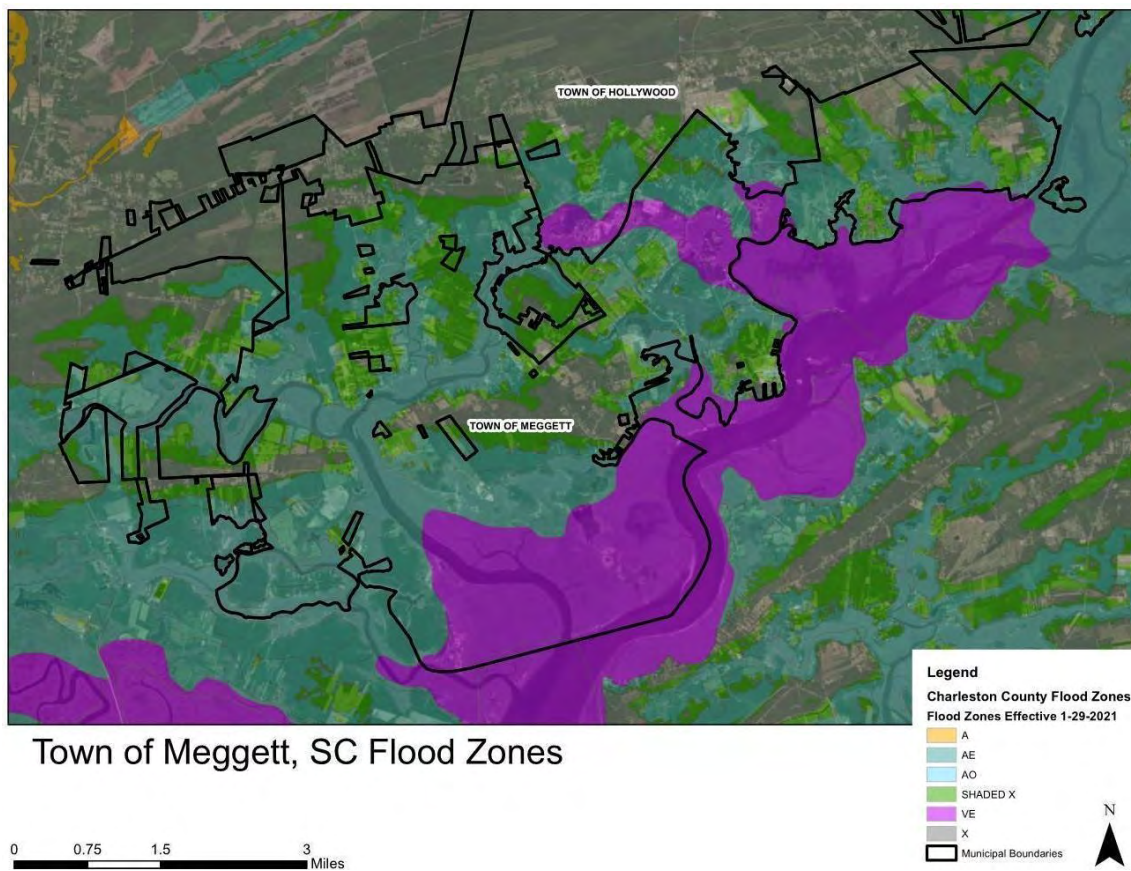 TOWN OF HOLLYWOOD
TOWN OF MEGGETT
Legend
Charleston County Flood Zones
Flood Zones Effective 1-29-2021
A
AE
AO
SHADED X
VE
X
Municipal Boundaries
N
Town of Meggett, SC Flood Zones
0 0.75 1.5 3
Miles